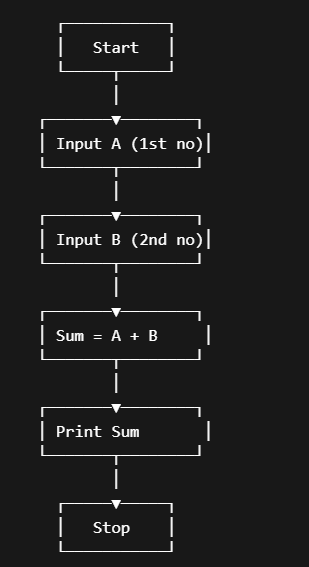 Start
Input A (1st no)
Input B (2nd no)
Sum = A + B
Print Sum
Stop